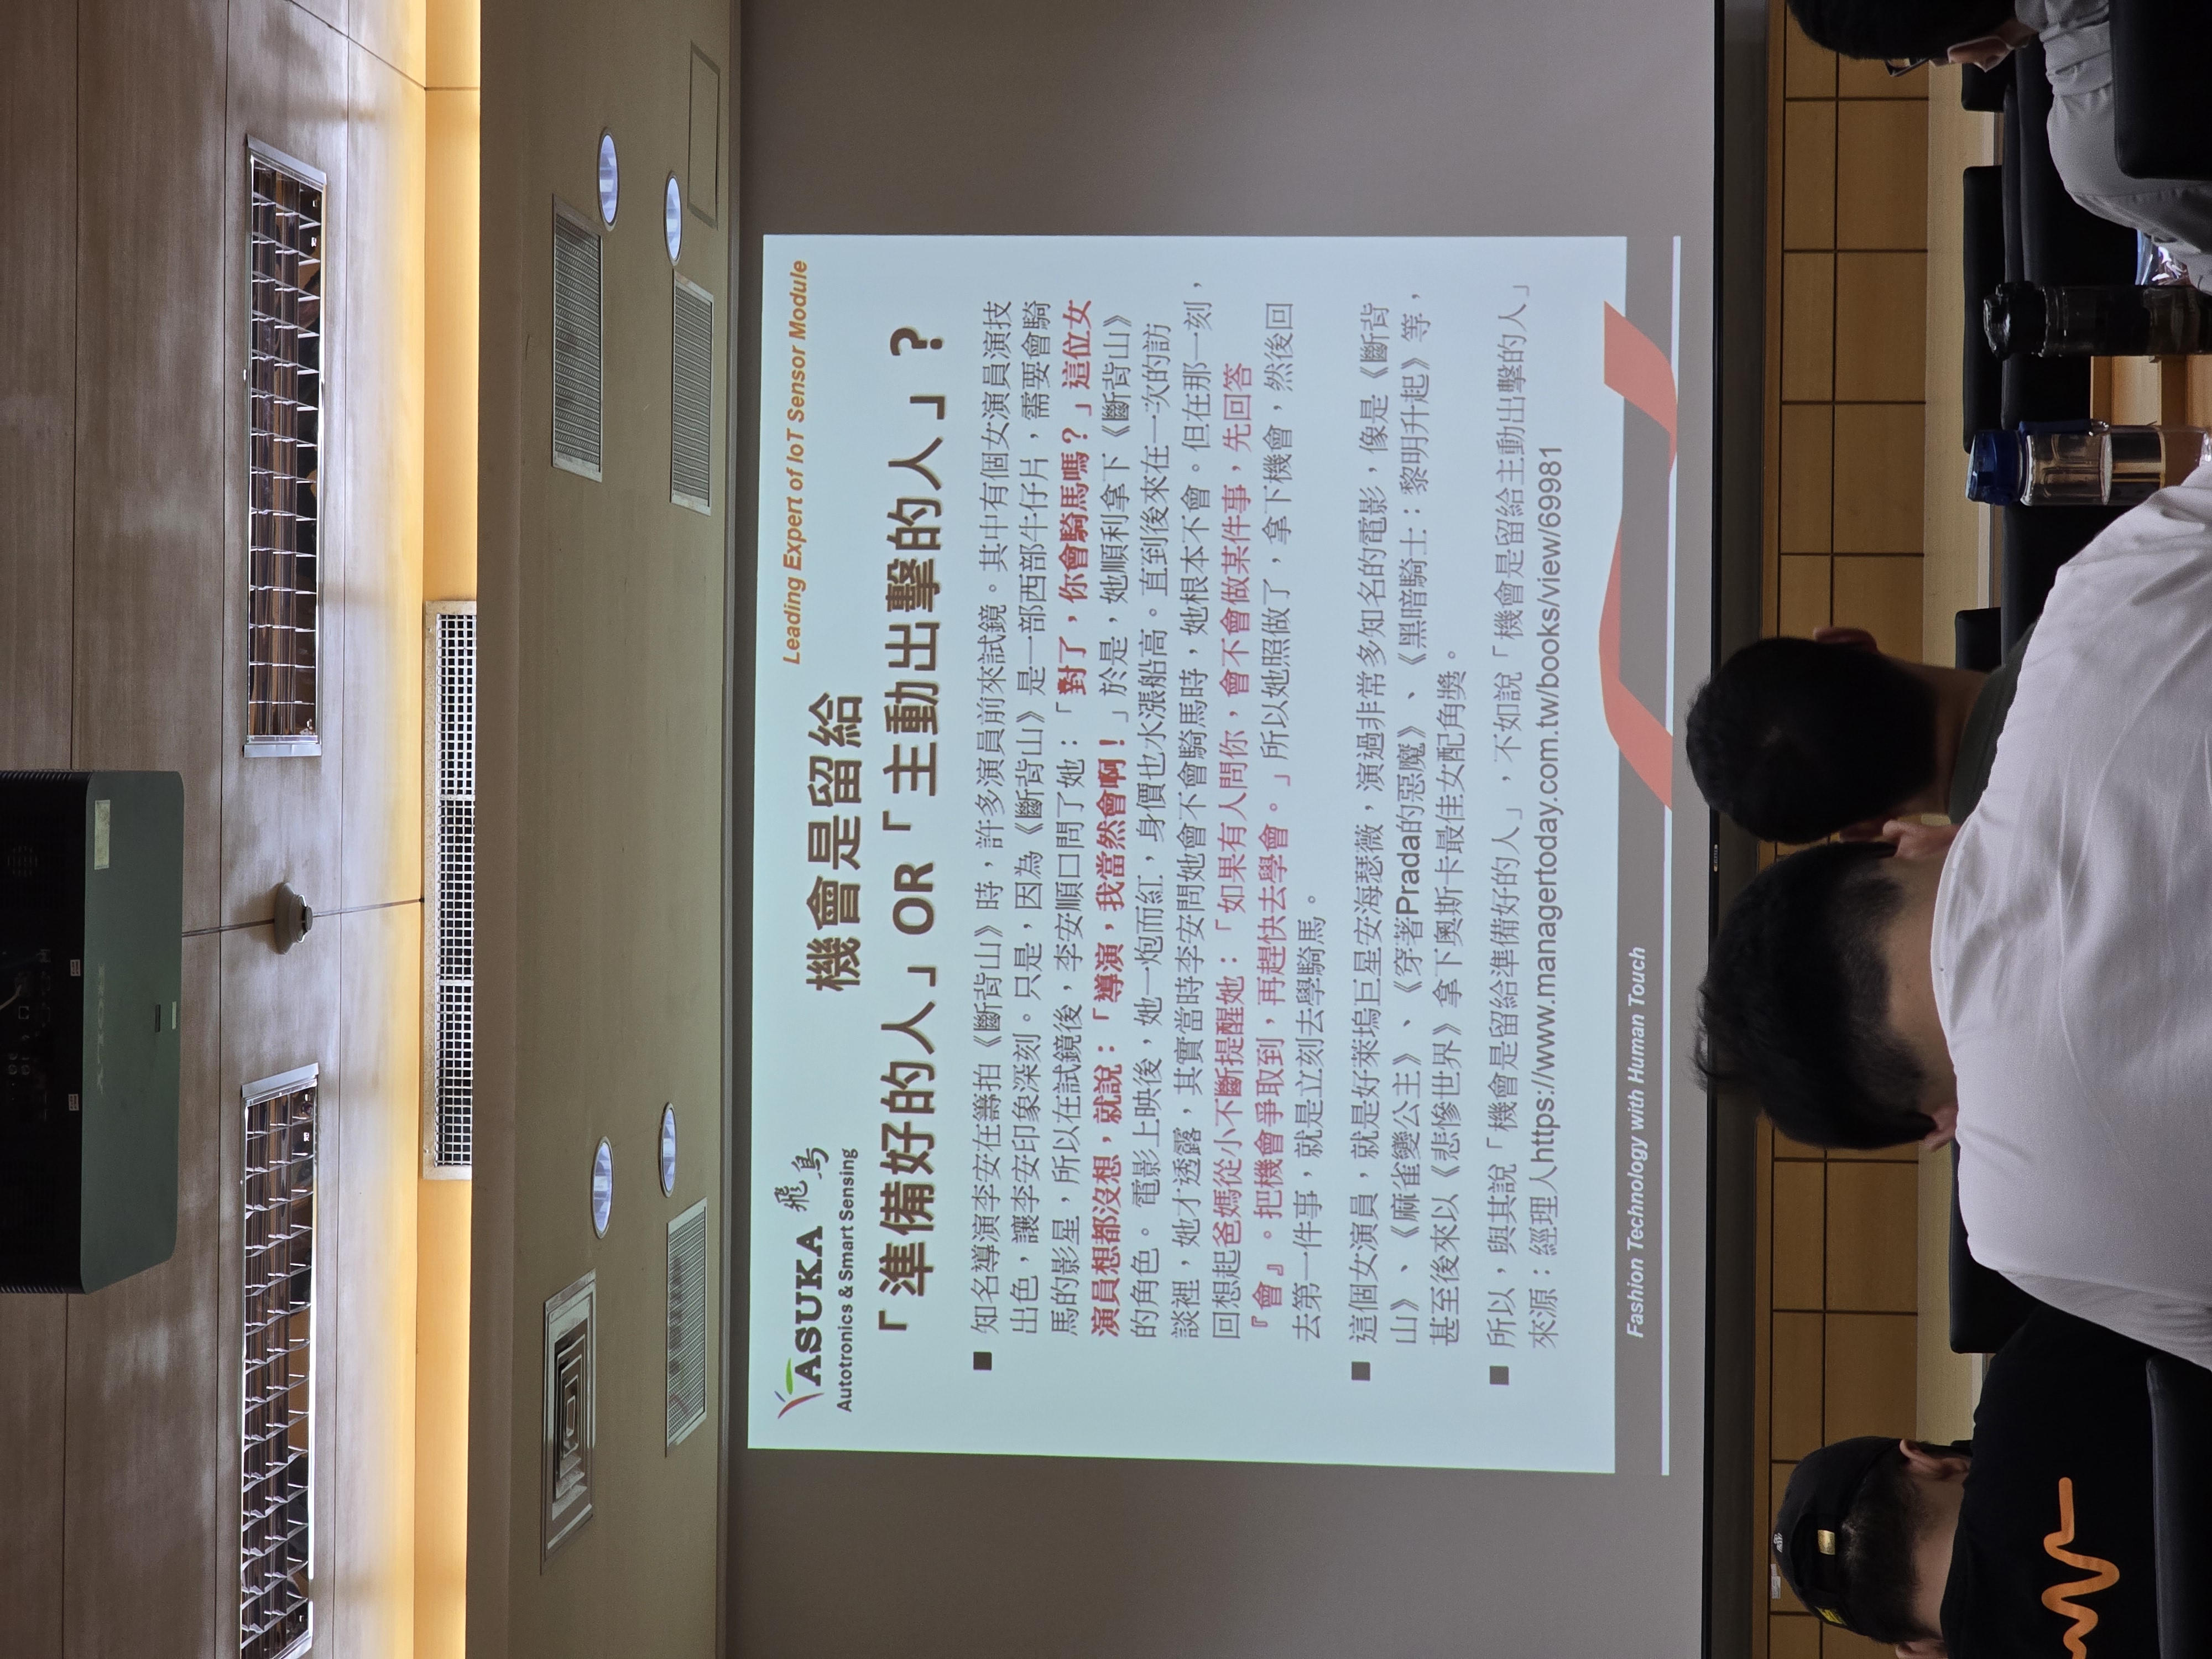 ROLY
ASUKA 飛鳥
Autotronics & Smart Sensing
Leading Expert of IoT Sensor Module
機會是留給
「準備好的人」OR「主動出擊的人」?
■ 知名導演李安在籌拍《斷背山》時，許多演員前來試鏡。其中有個女演員演技
出色，讓李安印象深刻。只是，因為《斷背山》是一部西部牛仔片，需要會騎
馬的影星，所以在試鏡後，李安順口問了她：「對了，你會騎馬嗎？」這位女
演員想都沒想，就說：「導演，我當然會啊！」於是，她順利拿下《斷背山》
的角色。 電影上映後，她一炮而紅，身價也水漲船高。直到後來在一次的訪
談裡，她才透露，其實當時李安問她會不會騎馬時，她根本不會。但在那一刻，
回想起爸媽從小不斷提醒她：「如果有人問你，會不會做某件事，先回答
『會』。把機會爭取到，再趕快去學會。」所以她照做了，拿下機會，然後回
去第一件事，就是立刻去學騎馬。
■ 這個女演員，就是好萊塢巨星安海瑟薇，演過非常多知名的電影，像是《斷背
山》、《麻雀變公主》、《穿著Prada的惡魔》、《黑暗騎士：黎明升起》等，
甚至後來以《悲慘世界》拿下奧斯卡最佳女配角獎。
■ 所以，與其說「機會是留給準備好的人」，不如說「機會是留給主動出擊的人」
來源：經理人https://www.managertoday.com.tw/books/view/69981
Fashion Technology with Human Touch